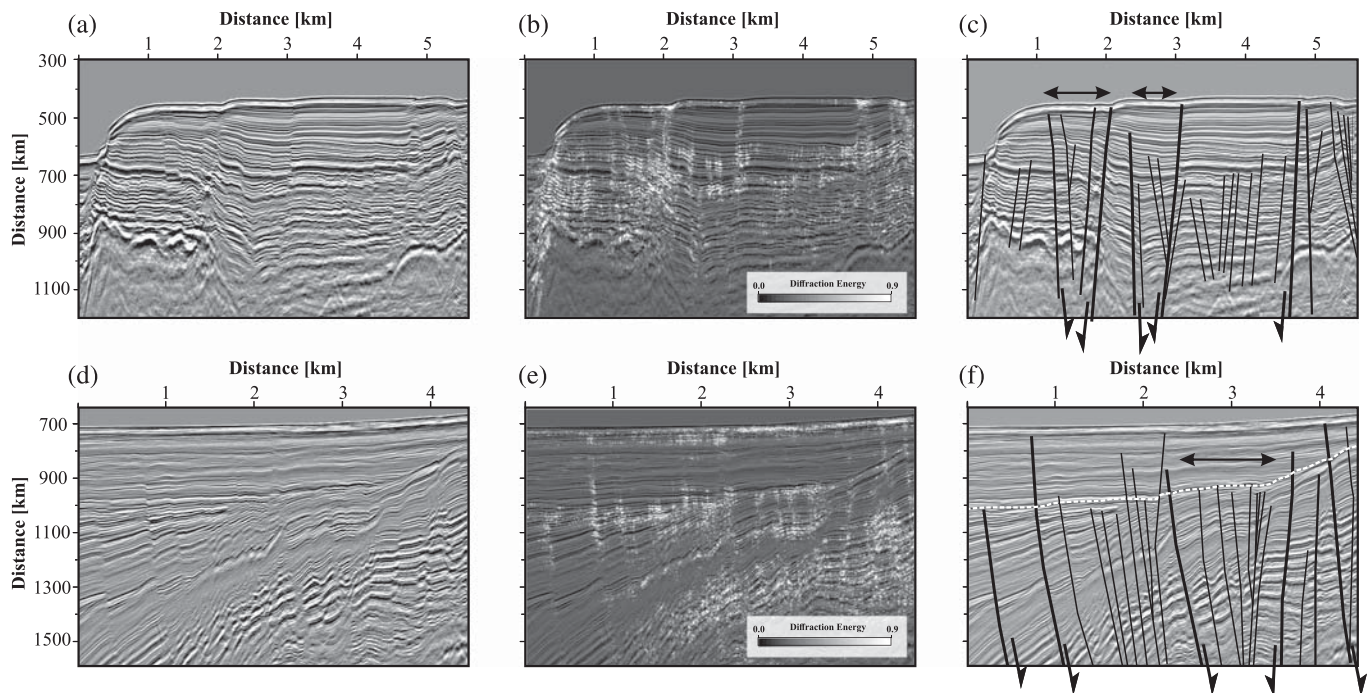 (a) Distance [km] (b) Distance [km] (c) Distance [km]
1 2 3 4 5 1 2 3 4 5 1 2 3 4 5
300
500
700
900
1100
Distance [km]
Diffraction Energy
0.0 0.9
(d) Distance [km] (e) Distance [km] (f) Distance [km]
1 2 3 4 1 2 3 4 1 2 3 4
700
900
1100
1300
1500
Distance [km]
Diffraction Energy
0.0 0.9